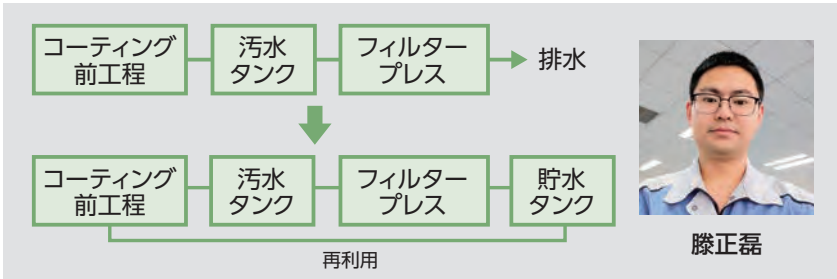 コーティング
前工程
汚水
タンク
フィルター
プレス
排水
コーティング
前工程
汚水
タンク
フィルター
プレス
貯水
タンク
再利用
滕正磊